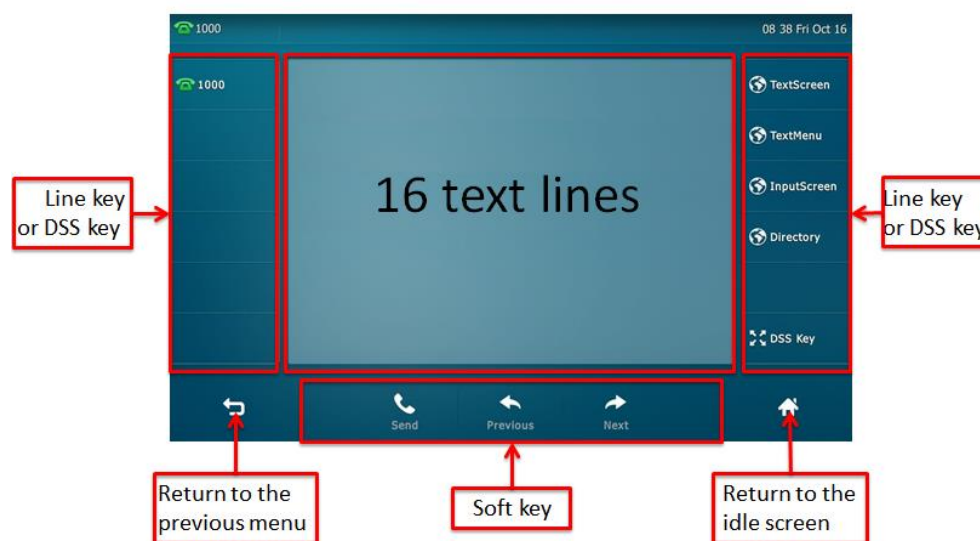 1000
08 38 Fri Oct 16
1000
TextScreen
TextMenu
16 text lines
InputScreen
Line key
or DSS key
Line key
or DSS key
Directory
DSS Key
Send
Previous
Next
Return to the
previous menu
Soft key
Return to the
idle screen